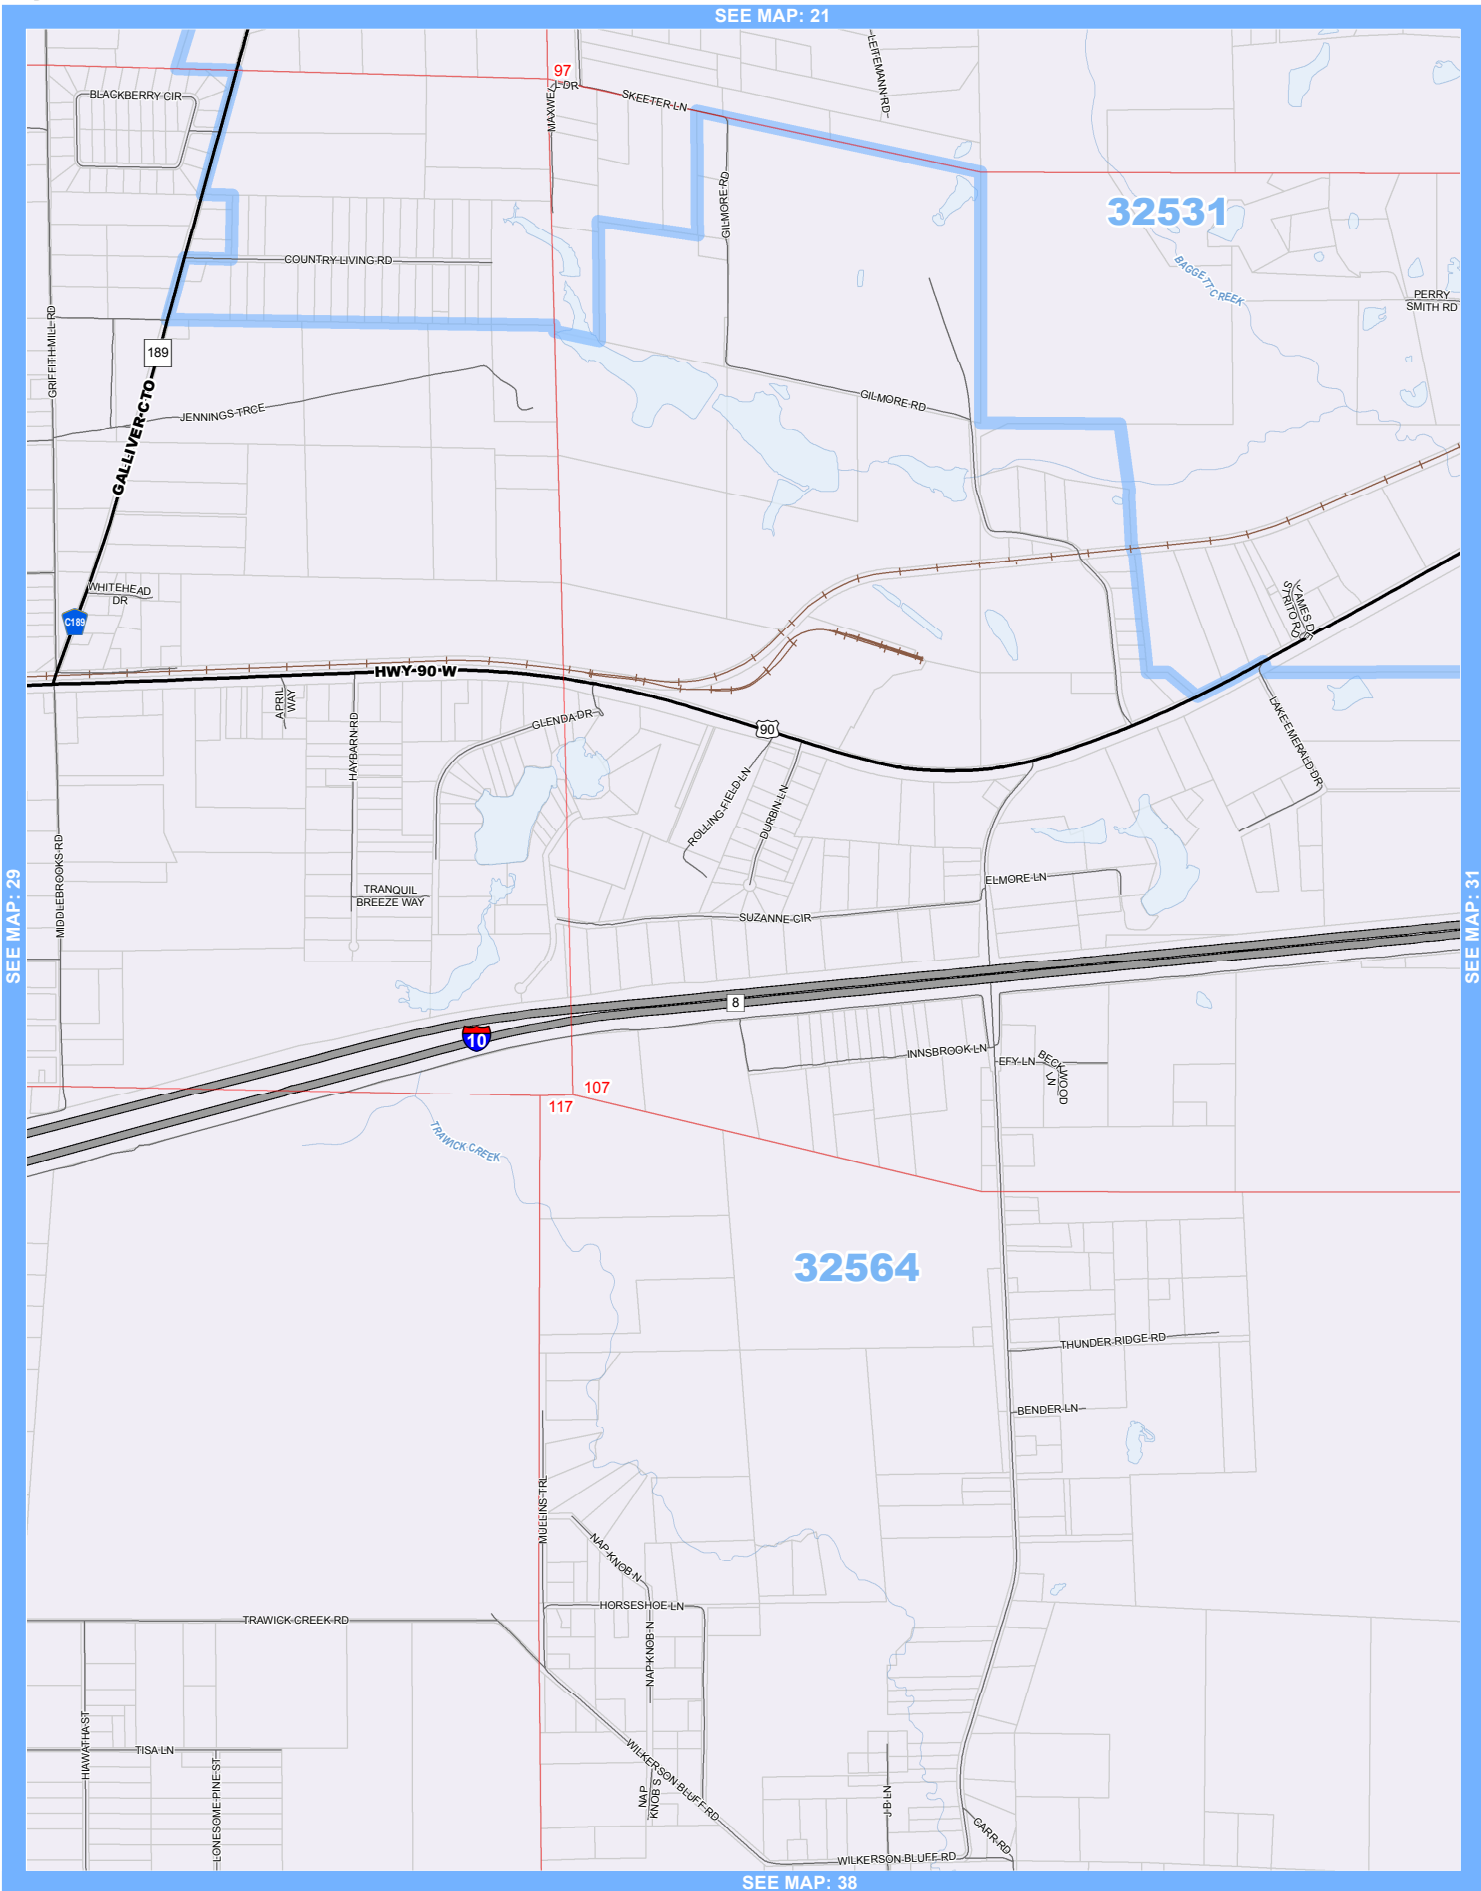 SEE MAP: 21
97
BLACKBERRY CIR
MAXWE
L DR
SKEETER LN
LEITEMANN RD
GILMORE RD
32531
COUNTRY LIVING RD
BAGGETT CREEK
PERRY
SMITH RD
GRIFFITH MILL RD
189
GALLIVER C TO
JENNINGS TRCE
GILMORE RD
WHITEHEAD
DR
C189
JAMES D E
STRITO RD
HWY 90 W
APRIL
WAY
HAYBARN RD
GLENDA DR
90
LAKE EMERALD DR
ROLLING FIELD LN
DURBIN LN
MIDDLEBROOKS RD
SEE MAP: 29
SEE MAP: 31
TRANQUIL
BREEZE WAY
ELMORE LN
SUZANNE CIR
8
10
INNSBROOK LN
EFY LN
BECKWOOD
LN
107
117
TRAWICK CREEK
32564
THUNDER RIDGE RD
BENDER LN
MULLINS TRL
NAP KNOB N
HORSESHOE LN
TRAWICK CREEK RD
NAP KNOB N
HIAWATHA ST
TISA LN
LONESOME PINE ST
WILKERSON BLUFF RD
NAP
KNOB S
J B LN
CARR RD
WILKERSON BLUFF RD
SEE MAP: 38